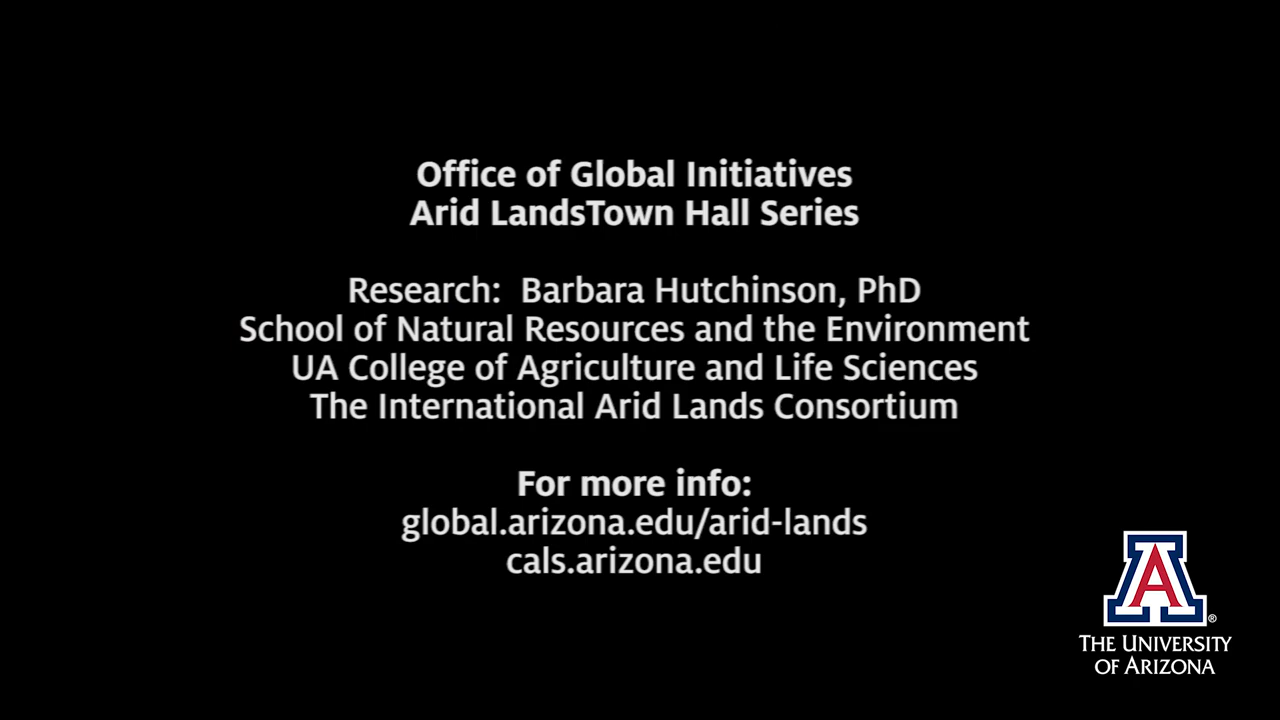 Office of Global Initiatives
Arid LandsTown Hall Series
Research:  Barbara Hutchinson, PhD
School of Natural Resources and the Environment
UA College of Agriculture and Life Sciences
The International Arid Lands Consortium
For more info:
global.arizona.edu/arid-lands
cals.arizona.edu
A®
THE UNIVERSITY
OF ARIZONA